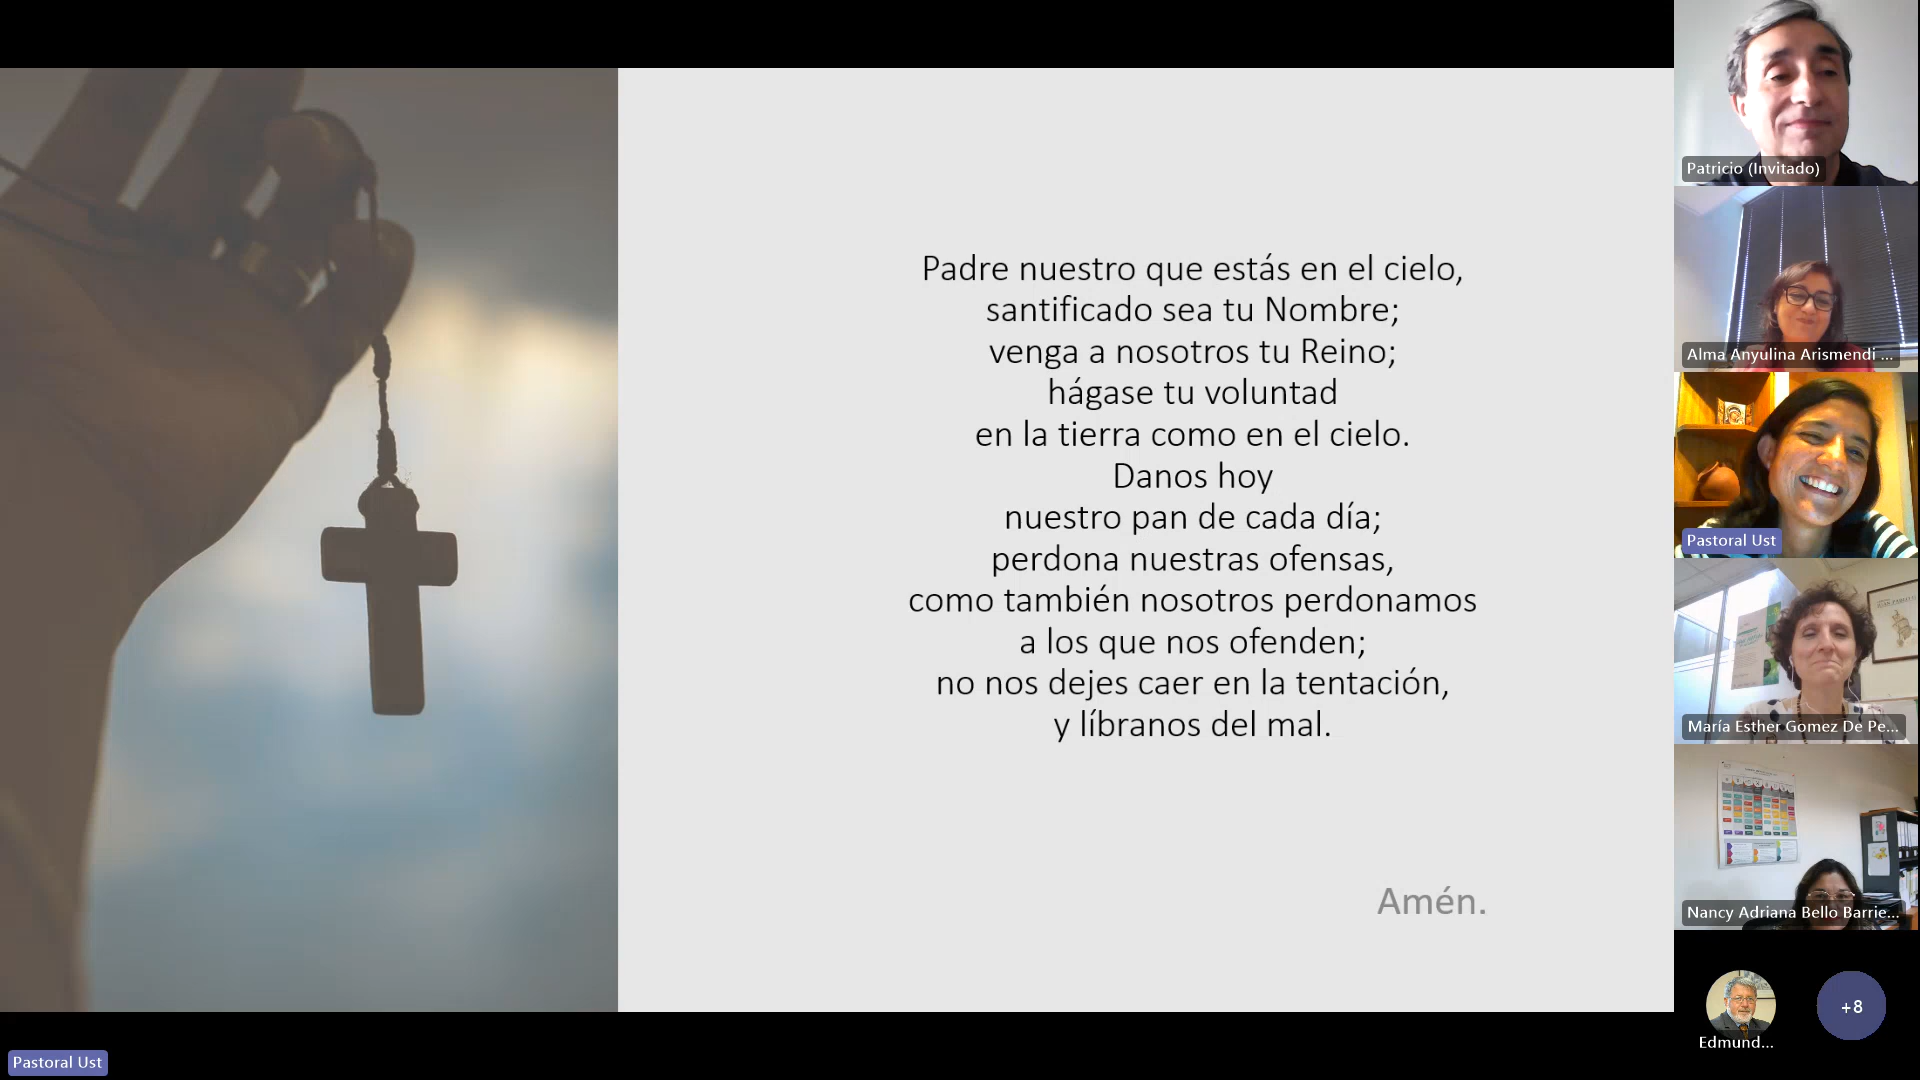 Padre nuestro que estás en el cielo,
santificado sea tu Nombre;
venga a nosotros tu Reino;
hágase tu voluntad
en la tierra como en el cielo.
Danos hoy
nuestro pan de cada día;
perdona nuestras ofensas,
como también nosotros perdonamos
a los que nos ofenden;
no nos dejes caer en la tentación,
y líbranos del mal.
Amén.
Patricio (Invitado)
Alma Anyulina Arismendi ...
Pastoral Ust
María Esther Gomez De Pe...
Nancy Adriana Bello Barrie...
Edmund...
+8
Pastoral Ust